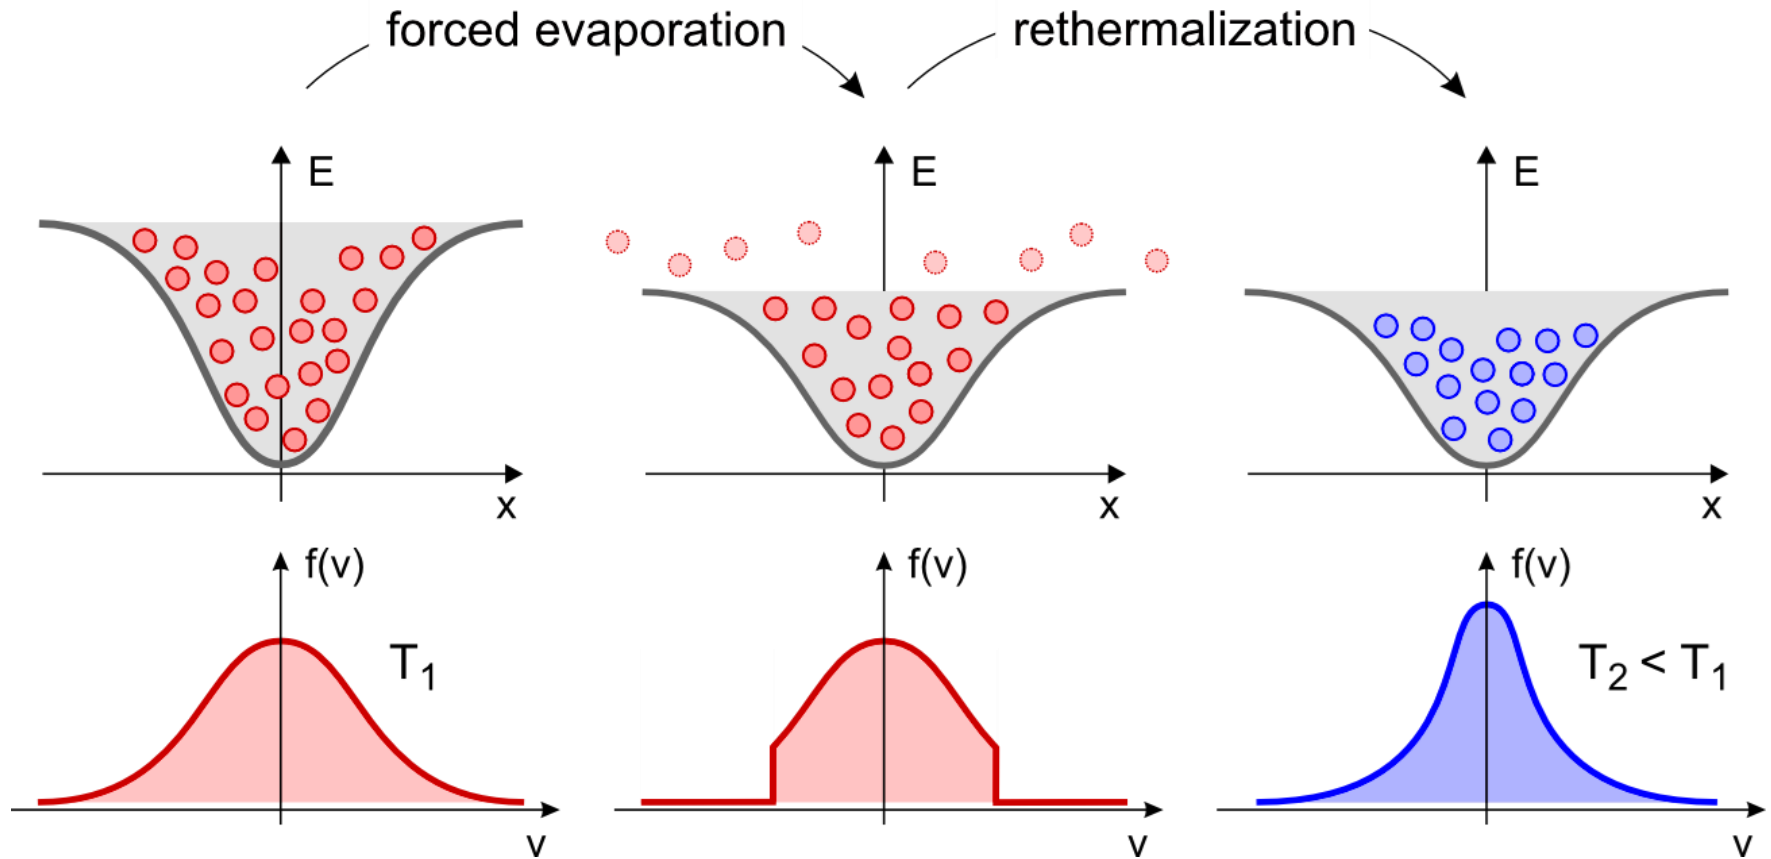 forced evaporation
rethermalization
E
E
E
x
x
x
f(v)
f(v)
f(v)
T₁
T₂ < T₁
v
v
v